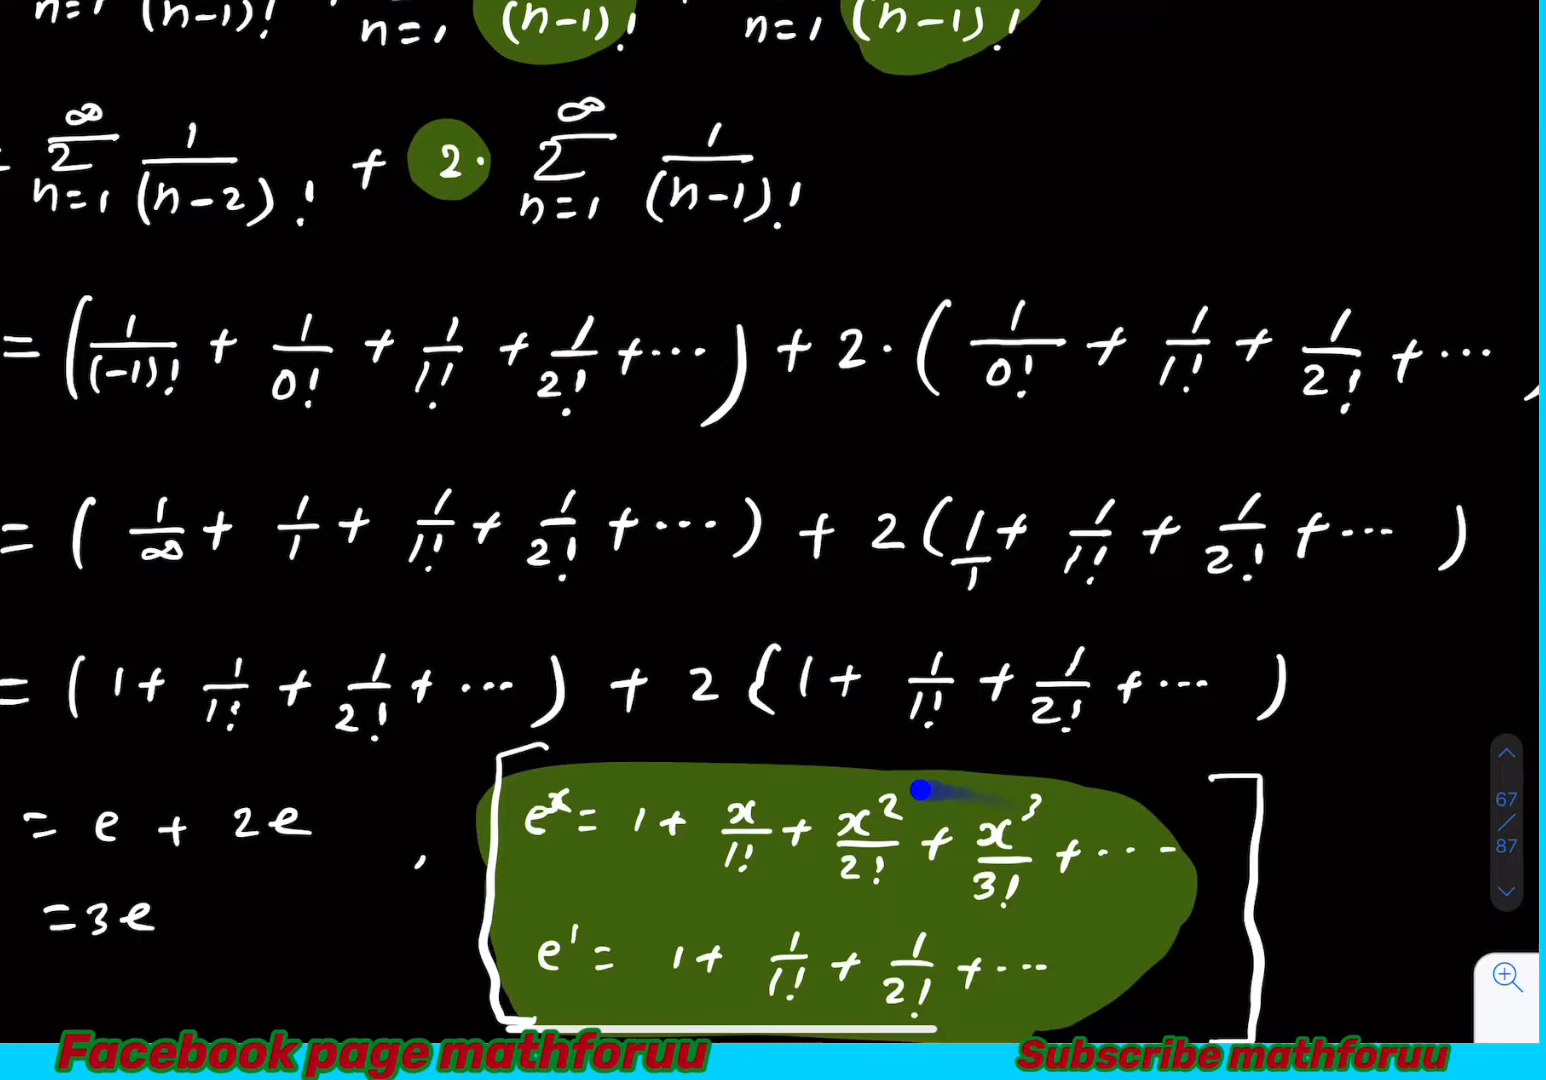 n=1 (n-1)! n=1 (n-1)! n=1 (n-1)!
∞ ∑ n=1 1/(n-2)! + 2· ∞ ∑ n=1 1/(n-1)!
= (1/(-1)! + 1/0! + 1/1! + 1/2! + ...) + 2·(1/0! + 1/1! + 1/2! + ...)
= (1/∞ + 1/1 + 1/1! + 1/2! + ...) + 2(1/1 + 1/1! + 1/2! + ...)
= (1 + 1/1! + 1/2! + ...) + 2(1 + 1/1! + 1/2! + ...)
= e + 2e , [e^x = 1 + x/1! + x²/2! + x³/3! + ...
= 3e
e¹ = 1 + 1/1! + 1/2! + ...]
67
/
87
Facebook page mathforuu Subscribe mathforuu